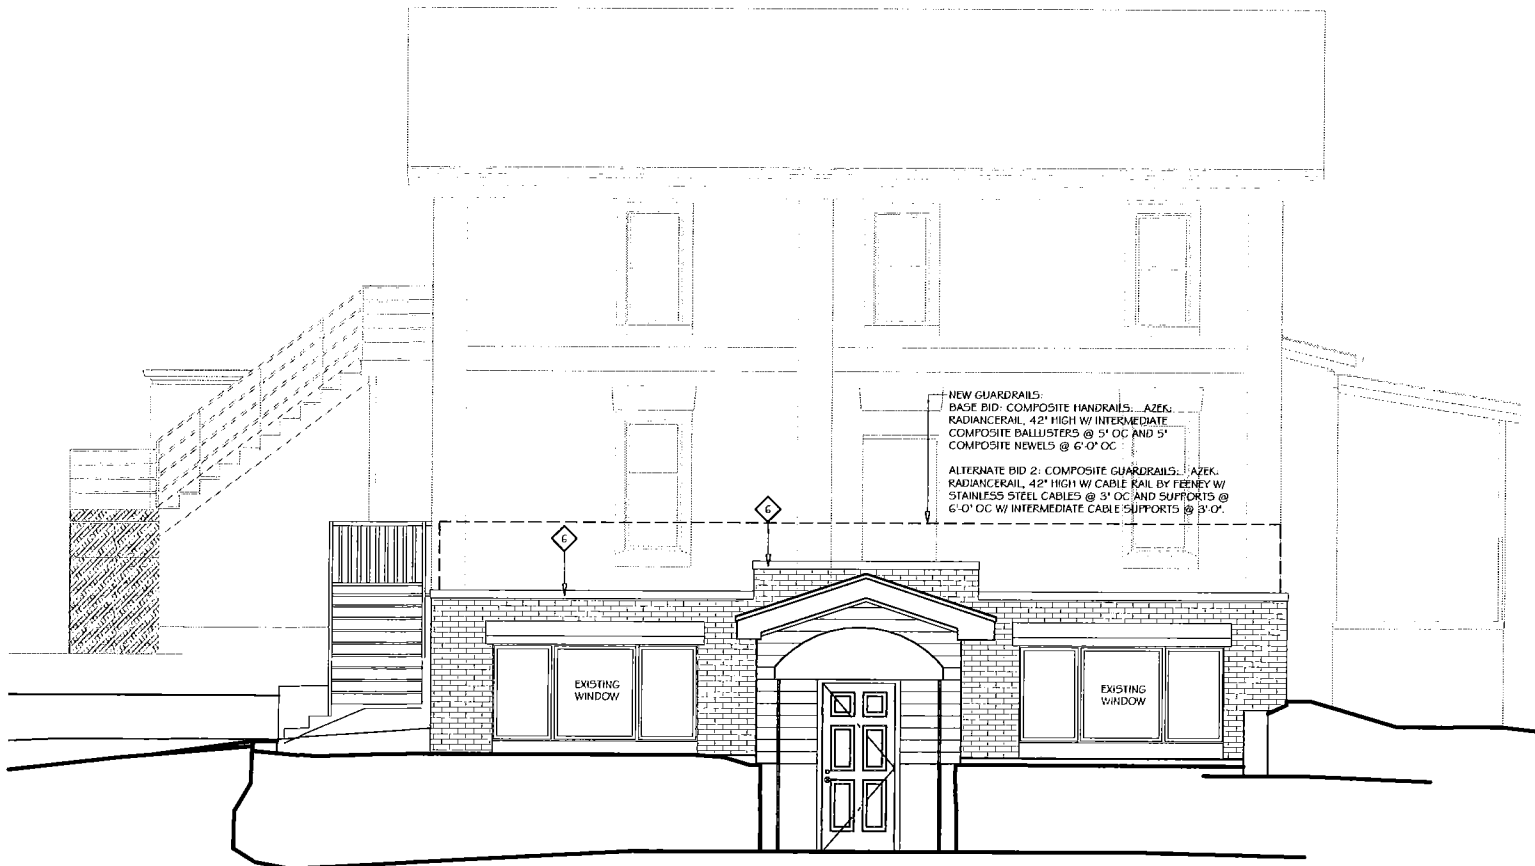 NEW GUARDRAILS:
BASE BID: COMPOSITE HANDRAILS: AZEK:
RADIANCERAIL, 42" HIGH W/ INTERMEDIATE
COMPOSITE BALLUSTERS @ 5" OC AND 5"
COMPOSITE NEWELS @ 6'-0" OC
ALTERNATE BID 2: COMPOSITE GUARDRAILS: AZEK:
RADIANCERAIL, 42" HIGH W/ CABLE RAIL BY FEENEY W/
STAINLESS STEEL CABLES @ 3" OC AND SUPPORTS @
6'-0" OC W/ INTERMEDIATE CABLE SUPPORTS @ 3'-0".
6
6
EXISTING
WINDOW
EXISTING
WINDOW